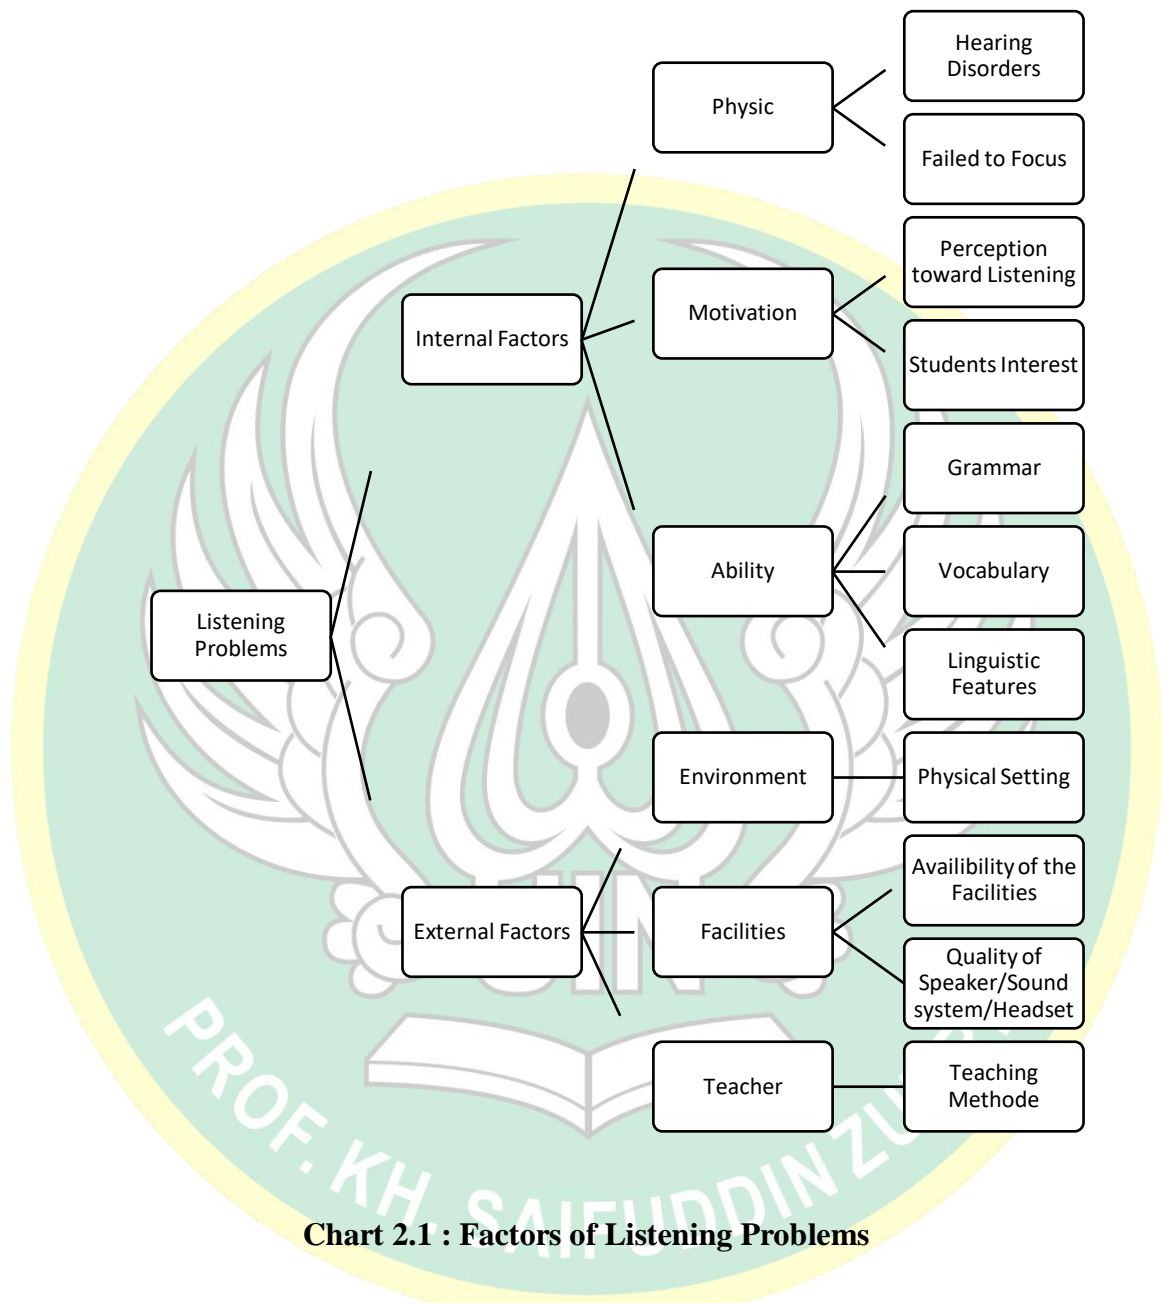 Hearing
Disorders
Physic
Failed to Focus
Perception
toward Listening
Motivation
Internal Factors
Students Interest
Grammar
Ability
Vocabulary
Listening
Problems
Linguistic
Features
Environment
Physical Setting
Availibility of the
Facilities
External Factors
Facilities
Quality of
Speaker/Sound
system/Headset
Teacher
Teaching
Methode
UIN
PROF. KH. SAIFUDDIN
Chart 2.1 : Factors of Listening Problems